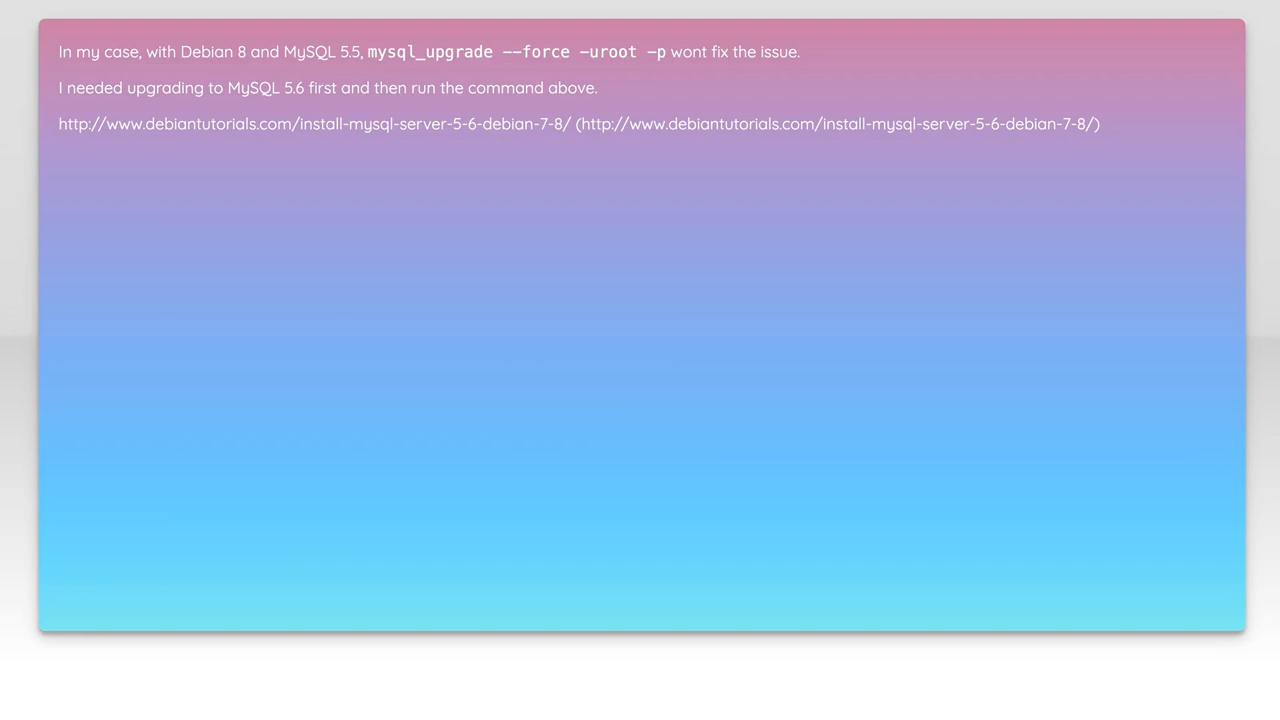 In my case, with Debian 8 and MySQL 5.5, mysql_upgrade --force -uroot -p wont fix the issue.
I needed upgrading to MySQL 5.6 first and then run the command above.
http://www.debiantutorials.com/install-mysql-server-5-6-debian-7-8/ (http://www.debiantutorials.com/install-mysql-server-5-6-debian-7-8/)